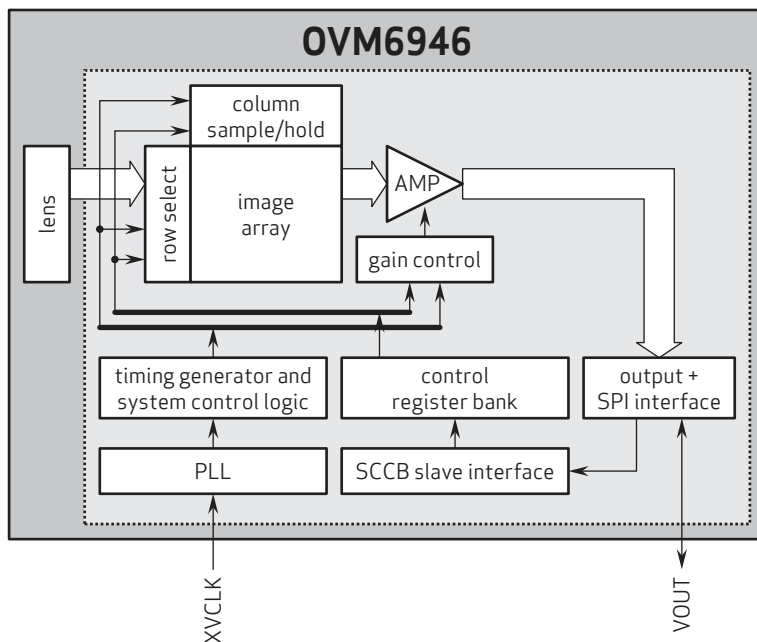 OVM6946
column
sample/hold
lens
row select
image
array
AMP
gain control
timing generator and
system control logic
control
register bank
output +
SPI interface
PLL
SCCB slave interface
XVCLK
VOUT